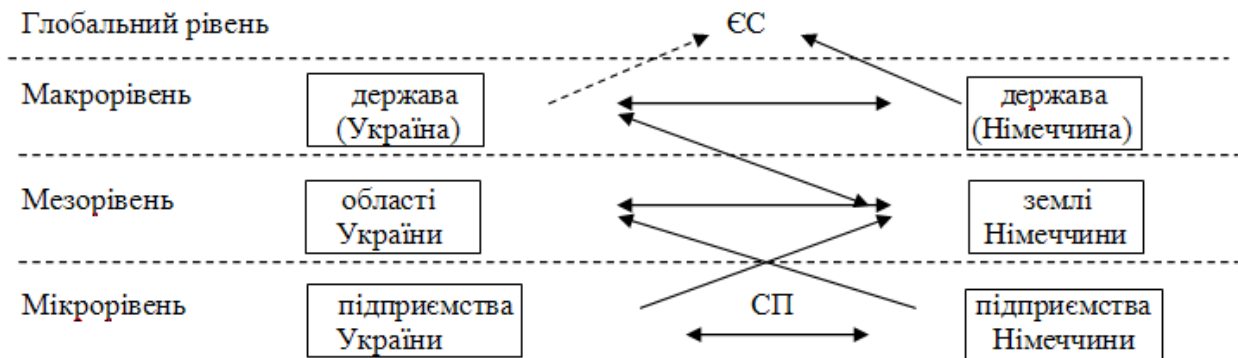 Глобальний рівень ЄС
Макрорівень держава держава
(Україна) (Німеччина)
Мезорівень області землі
України Німеччини
Мікрорівень підприємства СП підприємства
України Німеччини